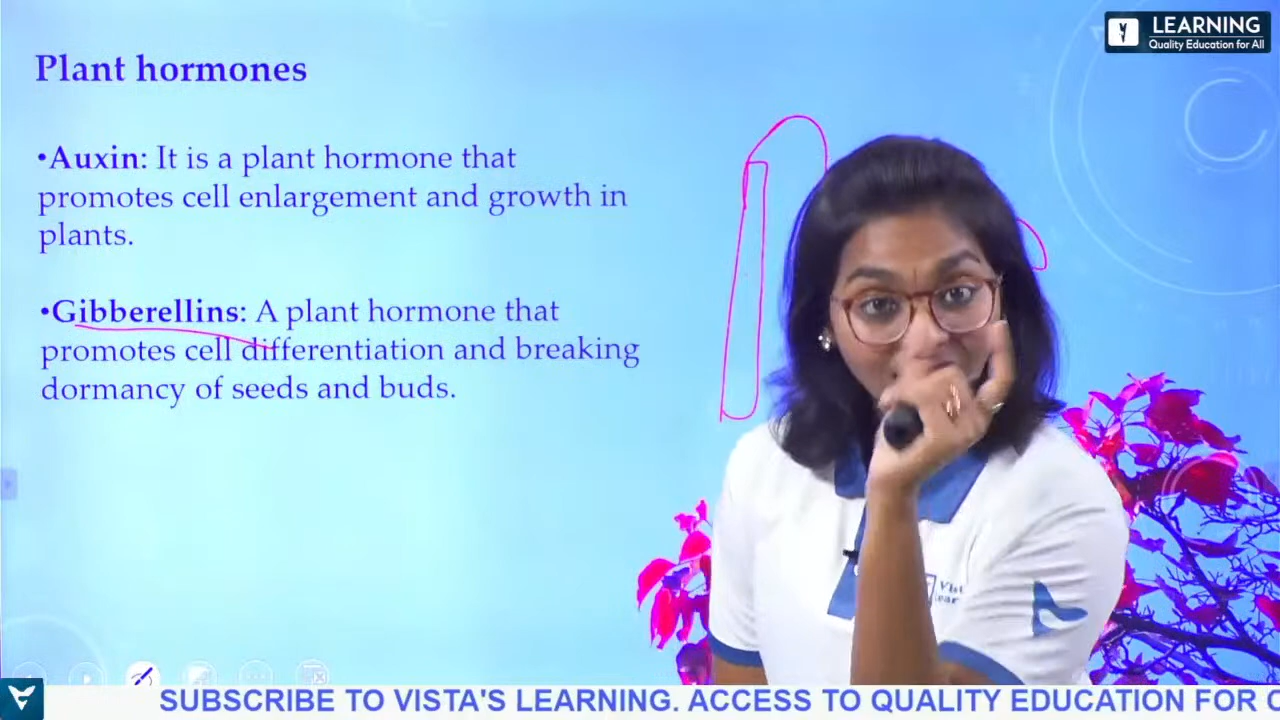 LEARNING
Quality Education for All
Plant hormones
•Auxin: It is a plant hormone that
promotes cell enlargement and growth in
plants.
•Gibberellins: A plant hormone that
promotes cell differentiation and breaking
dormancy of seeds and buds.
SUBSCRIBE TO VISTA'S LEARNING. ACCESS TO QUALITY EDUCATION FOR